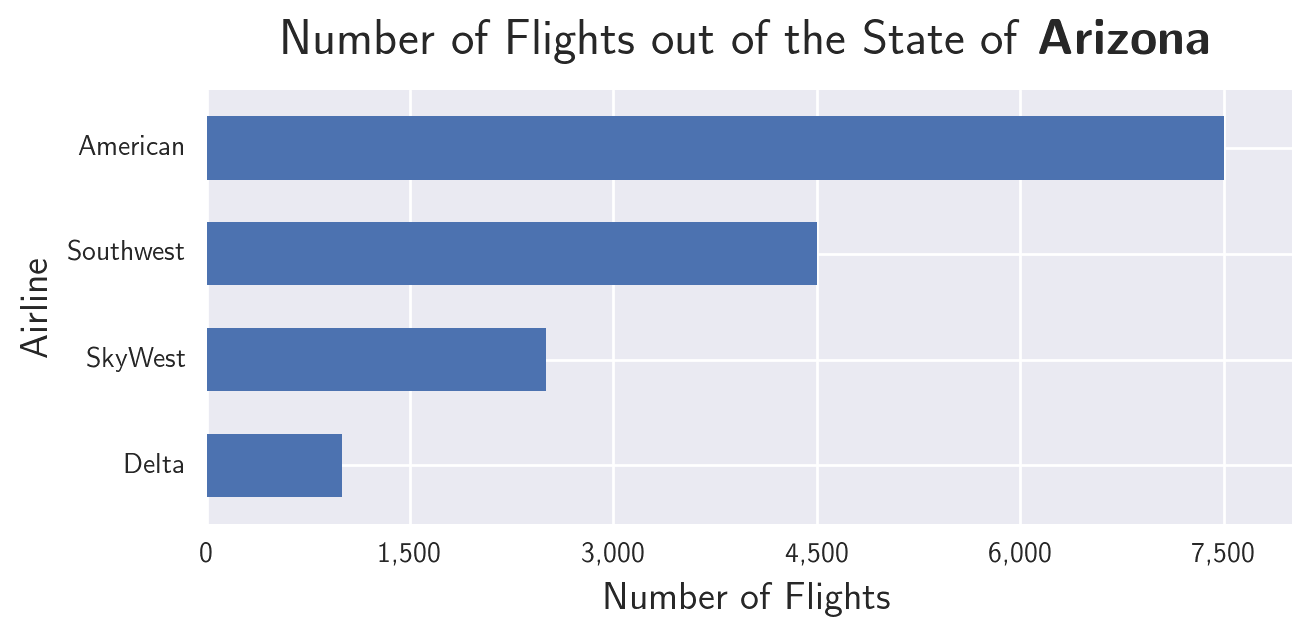 Number of Flights out of the State of Arizona
American
Southwest
SkyWest
Delta
Airline
0 1,500 3,000 4,500 6,000 7,500
Number of Flights